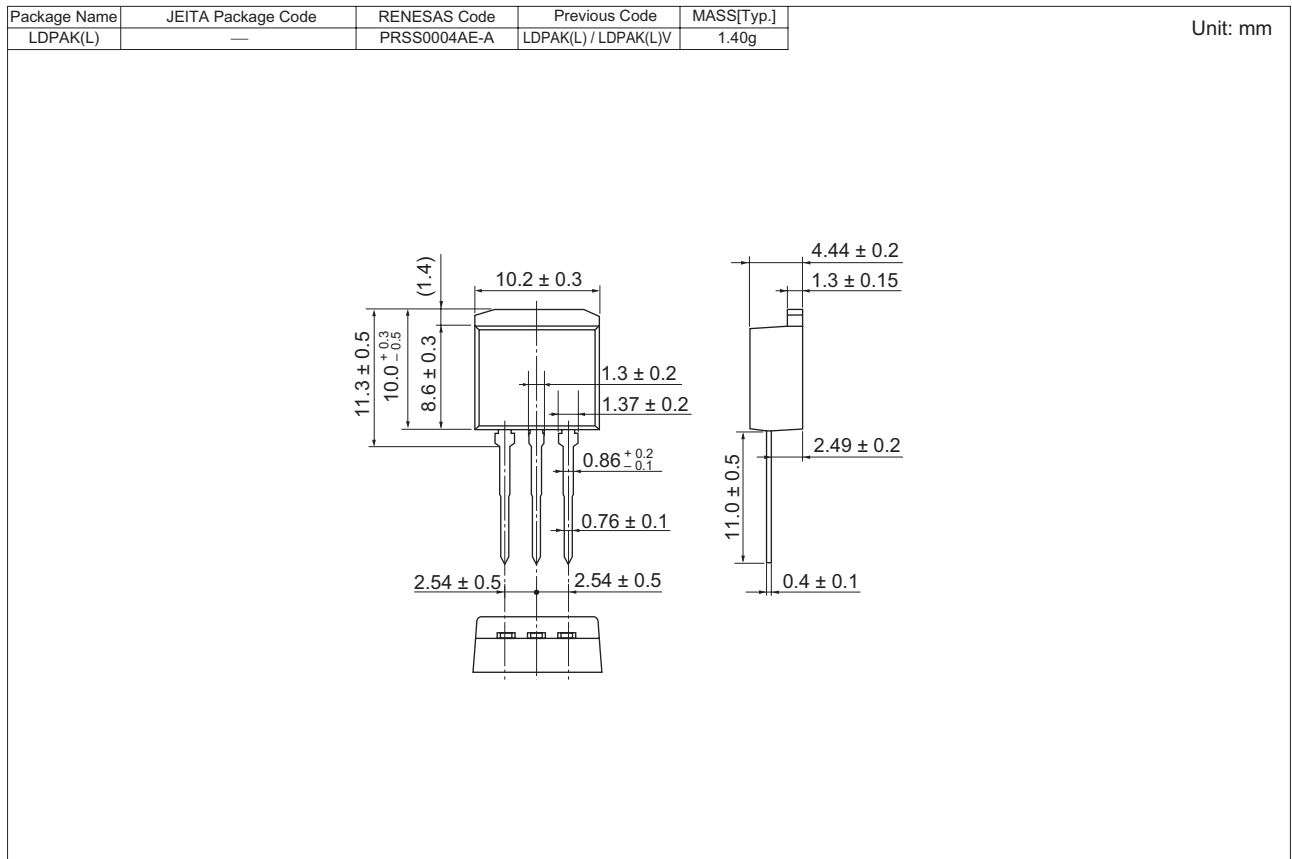 Package Name JEITA Package Code RENESAS Code Previous Code MASS[Typ.]
LDPAK(L) — PRSS0004AE-A LDPAK(L) / LDPAK(L)V 1.40g
Unit: mm
4.44 ± 0.2
1.3 ± 0.15
(1.4)
10.2 ± 0.3
11.3 ± 0.5
10.0 + 0.3 – 0.5
8.6 ± 0.3
1.3 ± 0.2
1.37 ± 0.2
2.49 ± 0.2
0.86 + 0.2 – 0.1
11.0 ± 0.5
0.76 ± 0.1
2.54 ± 0.5
2.54 ± 0.5
0.4 ± 0.1